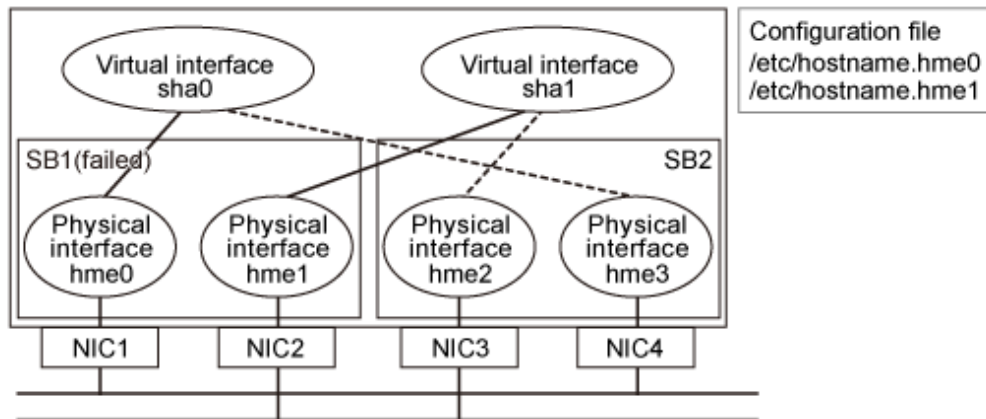 Virtual interface
sha0
Virtual interface
sha1
Configuration file
/etc/hostname.hme0
/etc/hostname.hme1
SB1(failed)
SB2
Physical
interface
hme0
Physical
interface
hme1
Physical
interface
hme2
Physical
interface
hme3
NIC1
NIC2
NIC3
NIC4